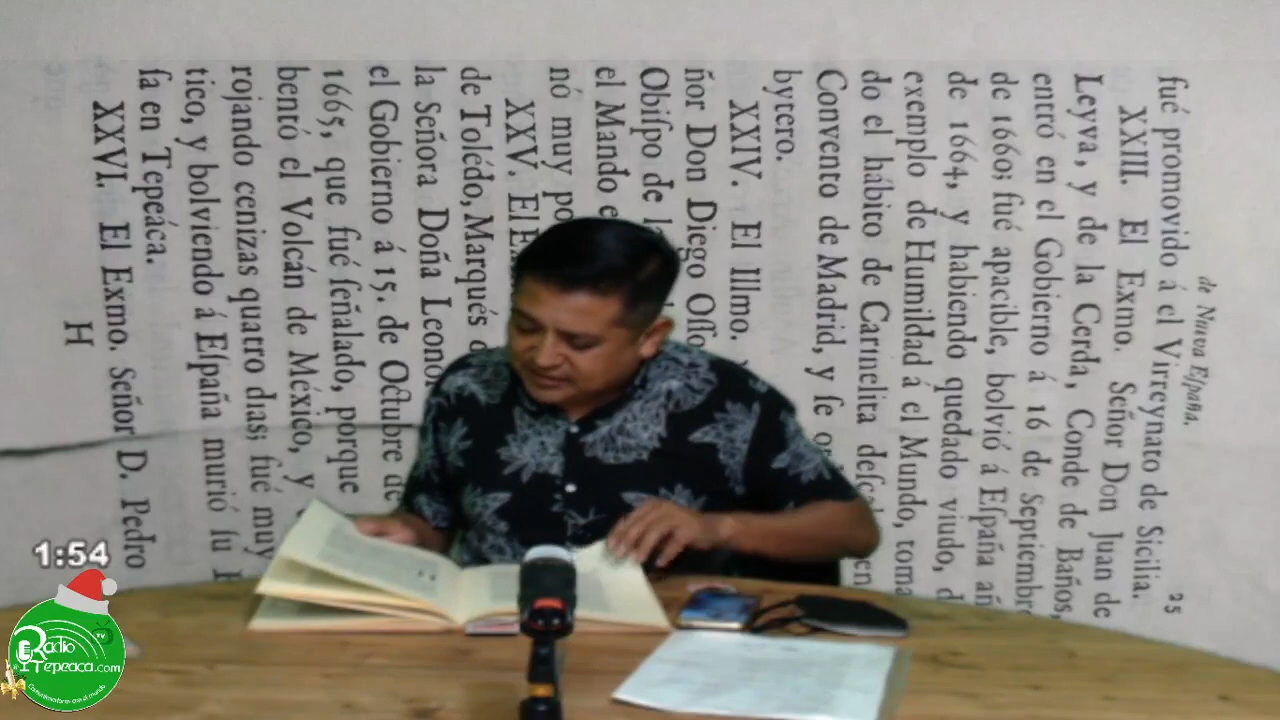 de Nueva Eſpaña. 25
fué promovido á el Virreynato de Sicilia.
XXIII. El Exmo. Señor Don Juan de
Leyva, y de la Cerda, Conde de Baños,
entró en el Gobierno á 16 de Septiembre
de 1660; fué apacible, bolvió á Eſpaña añ
de 1664, y habiendo quedado viudo, d
exemplo de Humildad á el Mundo, toma
do el hábito de Carmelita deſcal en
Convento de Madrid, y ſe
bytero.
XXIV. El Illmo.
ñor Don Diego Oſſo
Obiſpo de
el Mando
nó muy
XXV. El
de Tolédo, Marqués
la Señora Doña Leono
el Gobierno á 15. de Octubre de
1665, que fué ſeñalado, porque
bentó el Volcán de México, y
rojando cenizas quatro dias; fué muy
tico, y bolviendo á Eſpaña murió ſu
ſa en Tepeáca.
XXVI. El Exmo. Señor D. Pedro
H
1:54
Radio TV
Tepeaca.com